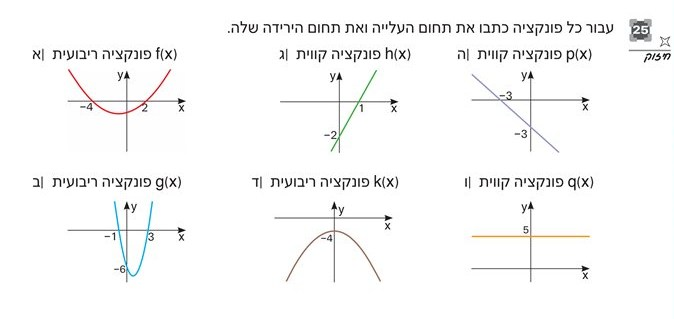 25 עבור כל פונקציה כתבו את תחום העלייה ואת תחום הירידה שלה.
חיזוק
א| פונקציה ריבועית f(x)
y
-4 2 x
ג| פונקציה קווית h(x)
y
1 x
-2
ה| פונקציה קווית p(x)
y
-3 x
-3
ב| פונקציה ריבועית g(x)
y
-1 3 x
-6
ד| פונקציה ריבועית k(x)
y
x
-4
ו| פונקציה קווית q(x)
y
5
x